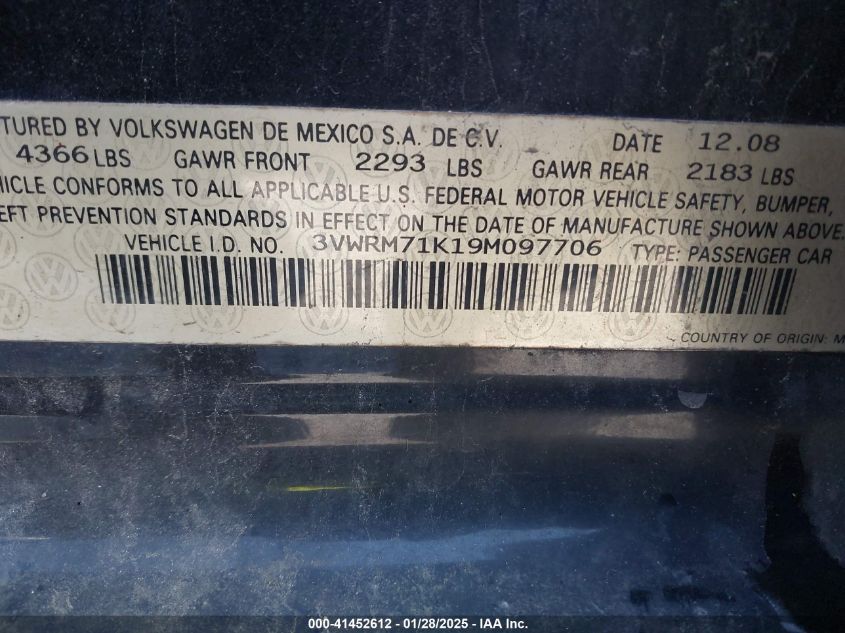 TURED BY VOLKSWAGEN DE MEXICO S.A. DE C.V. DATE 12.08
4366 LBS GAWR FRONT 2293 LBS GAWR REAR 2183 LBS
HICLE CONFORMS TO ALL APPLICABLE U.S. FEDERAL MOTOR VEHICLE SAFETY, BUMPER,
EFT PREVENTION STANDARDS IN EFFECT ON THE DATE OF MANUFACTURE SHOWN ABOVE.
VEHICLE I.D. NO. 3VWRM71K19M097706 TYPE: PASSENGER CAR
COUNTRY OF ORIGIN: M
000-41452612 - 01/28/2025 - IAA Inc.